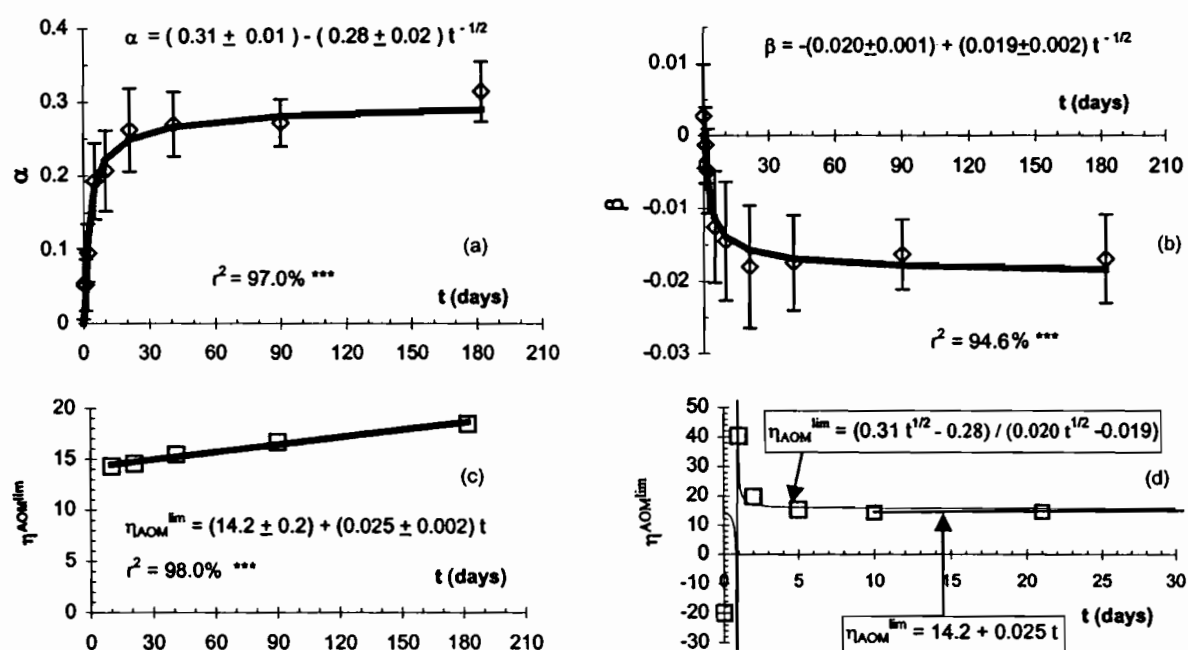 α = ( 0.31 ± 0.01 ) - ( 0.28 ± 0.02 ) t^-1/2
0.4
0.3
0.2
0.1
0
α
(a)
r² = 97.0% ***
t (days)
0 30 60 90 120 150 180 210
β = -(0.020±0.001) + (0.019±0.002) t^-1/2
0.01
0
-0.01
-0.02
-0.03
β
t (days)
30 60 90 120 150 180 210
(b)
r² = 94.6% ***
20
15
10
5
0
η_AOM^lim
(c)
η_AOM^lim = (14.2 ± 0.2) + (0.025 ± 0.002) t
r² = 98.0% ***
t (days)
0 30 60 90 120 150 180 210
50
40
30
20
10
0
-10
-20
-30
η_AOM^lim
η_AOM^lim = (0.31 t^1/2 - 0.28) / (0.020 t^1/2 -0.019)
(d)
0 5 10 15 20 25 30
t (days)
η_AOM^lim = 14.2 + 0.025 t